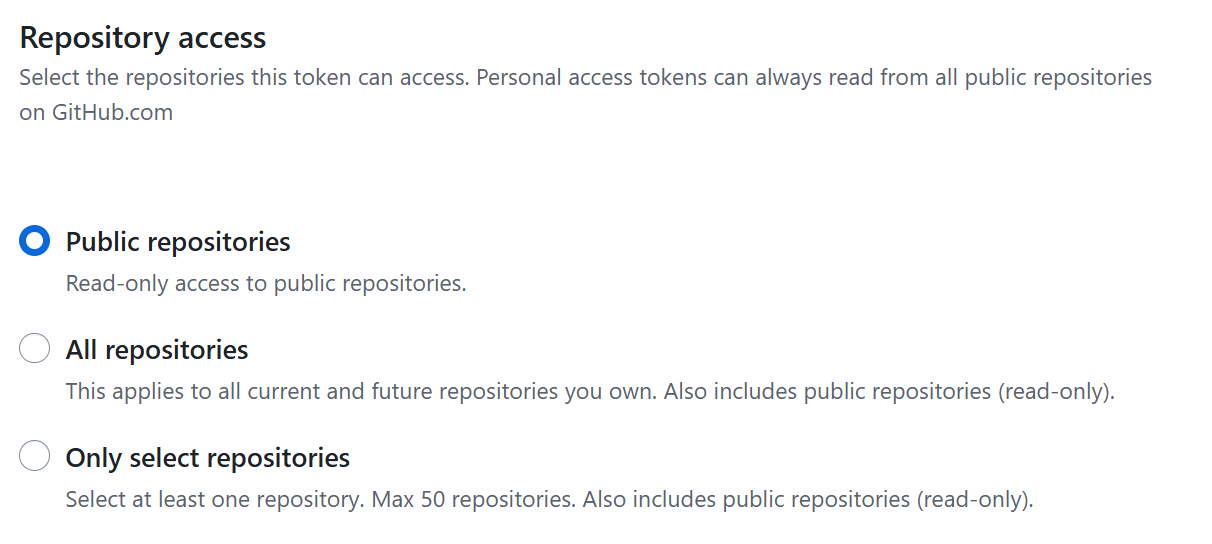 Repository access
Select the repositories this token can access. Personal access tokens can always read from all public repositories
on GitHub.com
Public repositories
Read-only access to public repositories.
All repositories
This applies to all current and future repositories you own. Also includes public repositories (read-only).
Only select repositories
Select at least one repository. Max 50 repositories. Also includes public repositories (read-only).